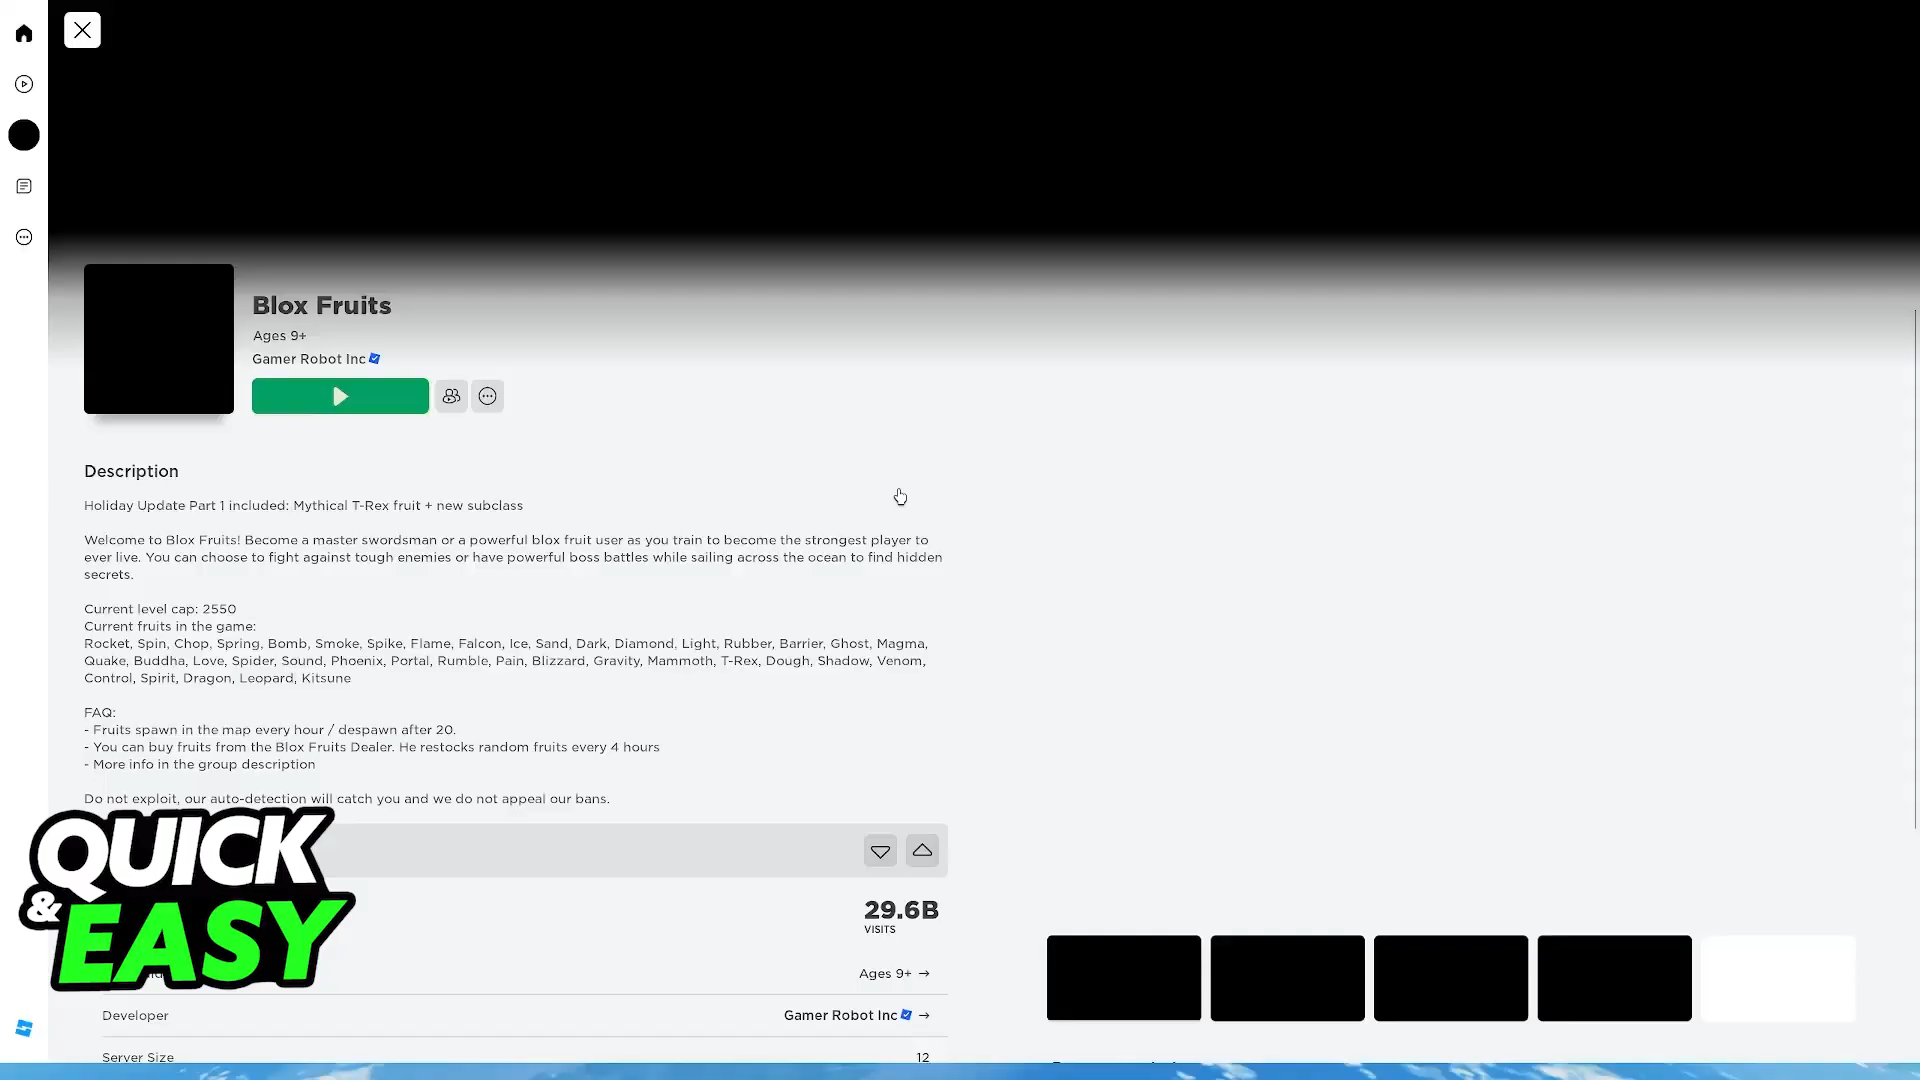 Blox Fruits
Ages 9+
Gamer Robot Inc
Description
Holiday Update Part 1 included: Mythical T-Rex fruit + new subclass
Welcome to Blox Fruits! Become a master swordsman or a powerful blox fruit user as you train to become the strongest player to
ever live. You can choose to fight against tough enemies or have powerful boss battles while sailing across the ocean to find hidden
secrets.
Current level cap: 2550
Current fruits in the game:
Rocket, Spin, Chop, Spring, Bomb, Smoke, Spike, Flame, Falcon, Ice, Sand, Dark, Diamond, Light, Rubber, Barrier, Ghost, Magma,
Quake, Buddha, Love, Spider, Sound, Phoenix, Portal, Rumble, Pain, Blizzard, Gravity, Mammoth, T-Rex, Dough, Shadow, Venom,
Control, Spirit, Dragon, Leopard, Kitsune
FAQ:
- Fruits spawn in the map every hour / despawn after 20.
- You can buy fruits from the Blox Fruits Dealer. He restocks random fruits every 4 hours
- More info in the group description
Do not exploit, our auto-detection will catch you and we do not appeal our bans.
QUICK
& EASY
29.6B
VISITS
Ages 9+ →
Developer
Gamer Robot Inc →
Server Size
12